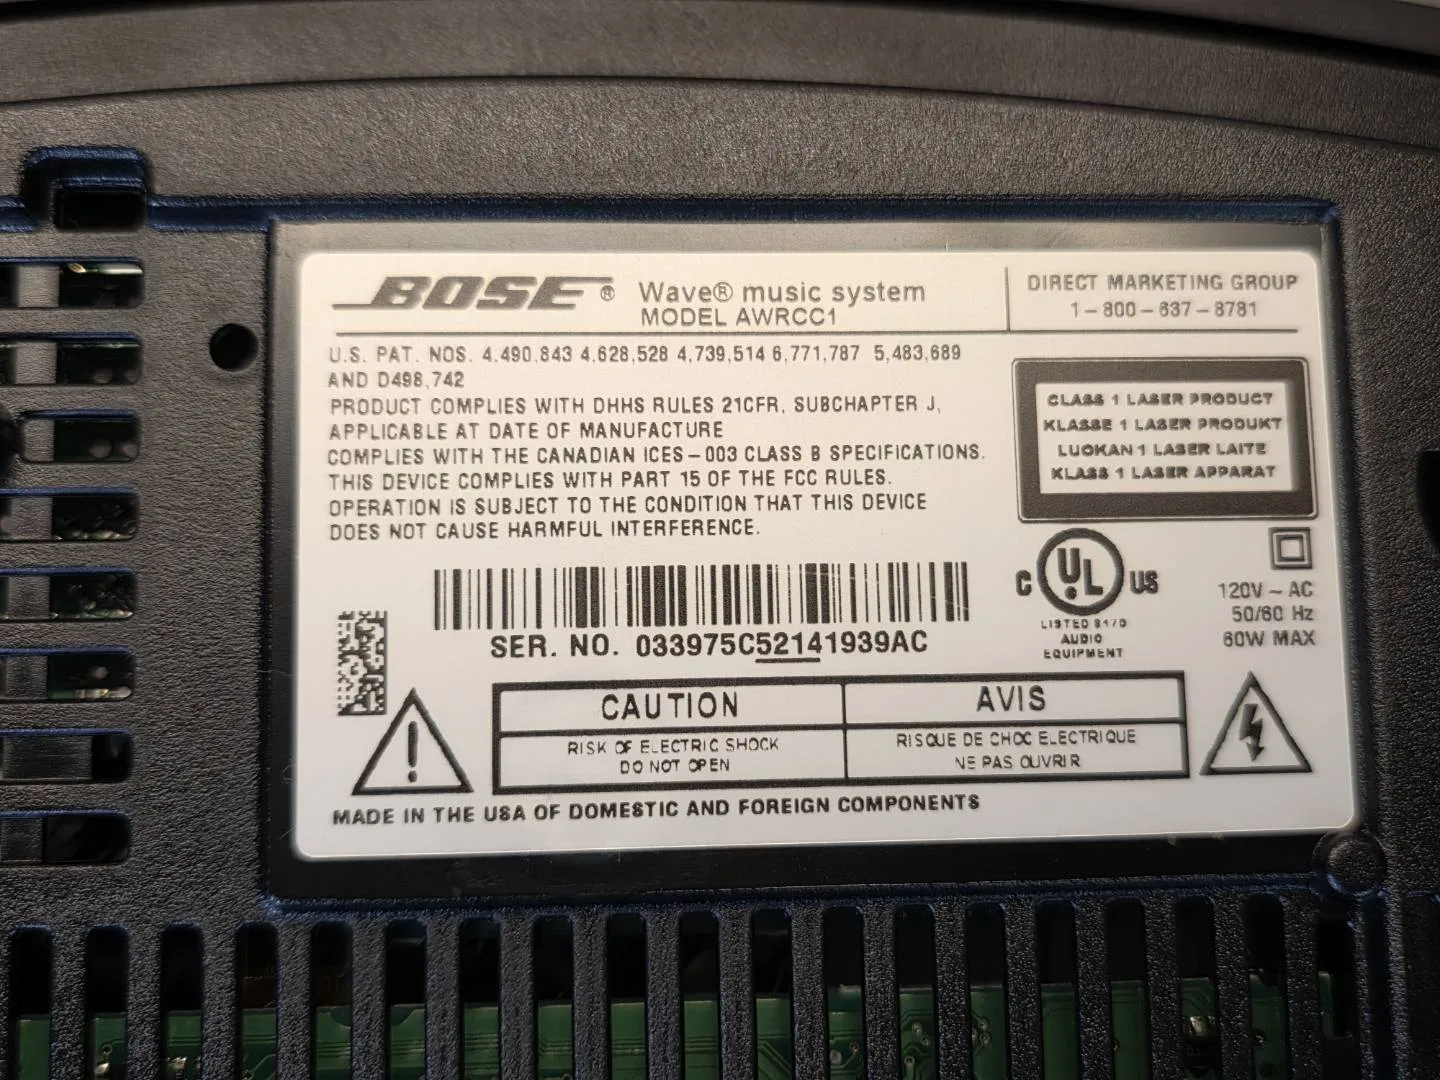 BOSE® Wave® music system
MODEL AWRCC1
DIRECT MARKETING GROUP
1-800-637-8781
U.S. PAT. NOS. 4,490,843 4,628,528 4,739,514 6,771,787 5,483,689
AND D498,742
PRODUCT COMPLIES WITH DHHS RULES 21CFR, SUBCHAPTER J,
APPLICABLE AT DATE OF MANUFACTURE
COMPLIES WITH THE CANADIAN ICES-003 CLASS B SPECIFICATIONS.
THIS DEVICE COMPLIES WITH PART 15 OF THE FCC RULES.
OPERATION IS SUBJECT TO THE CONDITION THAT THIS DEVICE
DOES NOT CAUSE HARMFUL INTERFERENCE.
CLASS 1 LASER PRODUCT
KLASSE 1 LASER PRODUKT
LUOKAN 1 LASER LAITE
KLASS 1 LASER APPARAT
C UL US
LISTED
AUDIO
EQUIPMENT
120V ~ AC
50/60 Hz
60W MAX
SER. NO. 033975C52141939AC
CAUTION
RISK OF ELECTRIC SHOCK
DO NOT OPEN
AVIS
RISQUE DE CHOC ELECTRIQUE
NE PAS OUVRIR
MADE IN THE USA OF DOMESTIC AND FOREIGN COMPONENTS